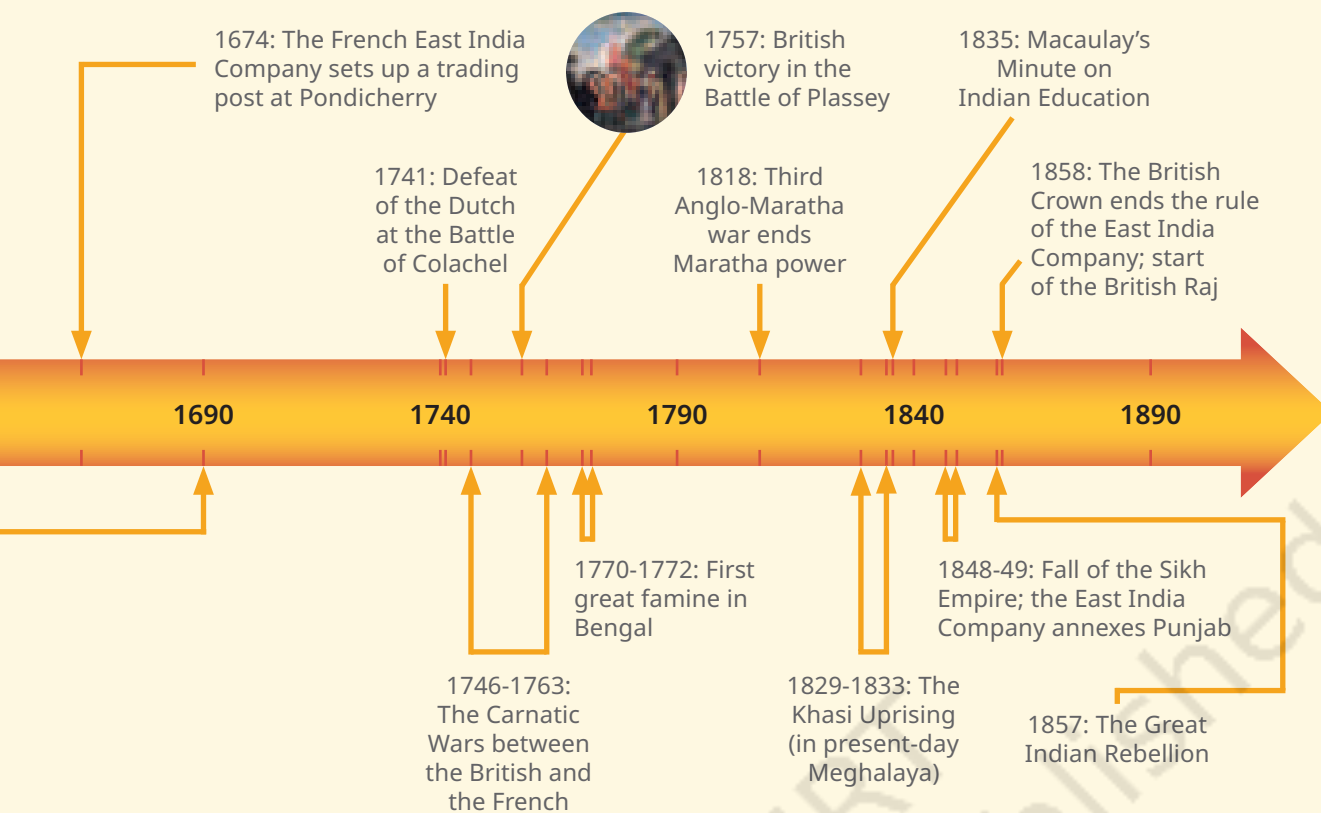 1674: The French East India
Company sets up a trading
post at Pondicherry
1757: British
victory in the
Battle of Plassey
1835: Macaulay’s
Minute on
Indian Education
1741: Defeat
of the Dutch
at the Battle
of Colachel
1818: Third
Anglo-Maratha
war ends
Maratha power
1858: The British
Crown ends the rule
of the East India
Company; start
of the British Raj
1690
1740
1790
1840
1890
1770-1772: First
great famine in
Bengal
1848-49: Fall of the Sikh
Empire; the East India
Company annexes Punjab
1746-1763:
The Carnatic
Wars between
the British and
the French
1829-1833: The
Khasi Uprising
(in present-day
Meghalaya)
1857: The Great
Indian Rebellion